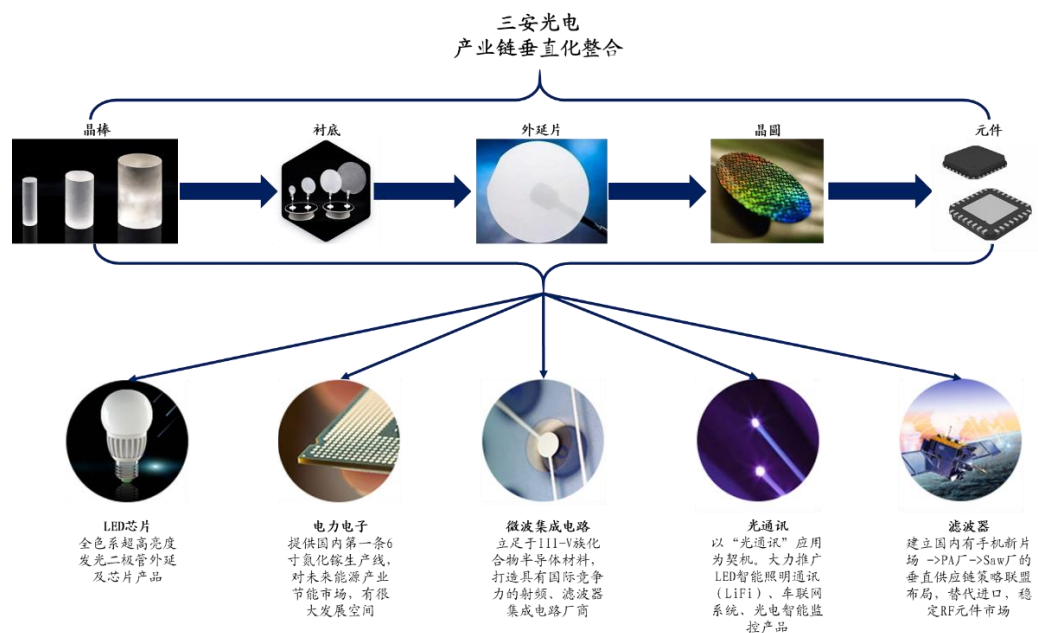 三安光电
产业链垂直化整合
晶棒
衬底
外延片
晶圆
元件
LED芯片
全色系超高亮度
发光二极管外延
及芯片产品
电力电子
提供国内第一条6
寸氮化镓生产线,
对未来能源产业
节能市场,有很
大发展空间
微波集成电路
立足于III-V族化
合物半导体材料,
打造具有国际竞争
力的射频、滤波器
集成电路厂商
光通讯
以“光通讯”应用
为契机。大力推广
LED智能照明通讯
(LiFi)、车联网
系统、光电智能监
控产品
滤波器
建立国内有手机新片
场 ->PA厂->Saw厂的
垂直供应链策略联盟
布局,替代进口,稳
定RF元件市场